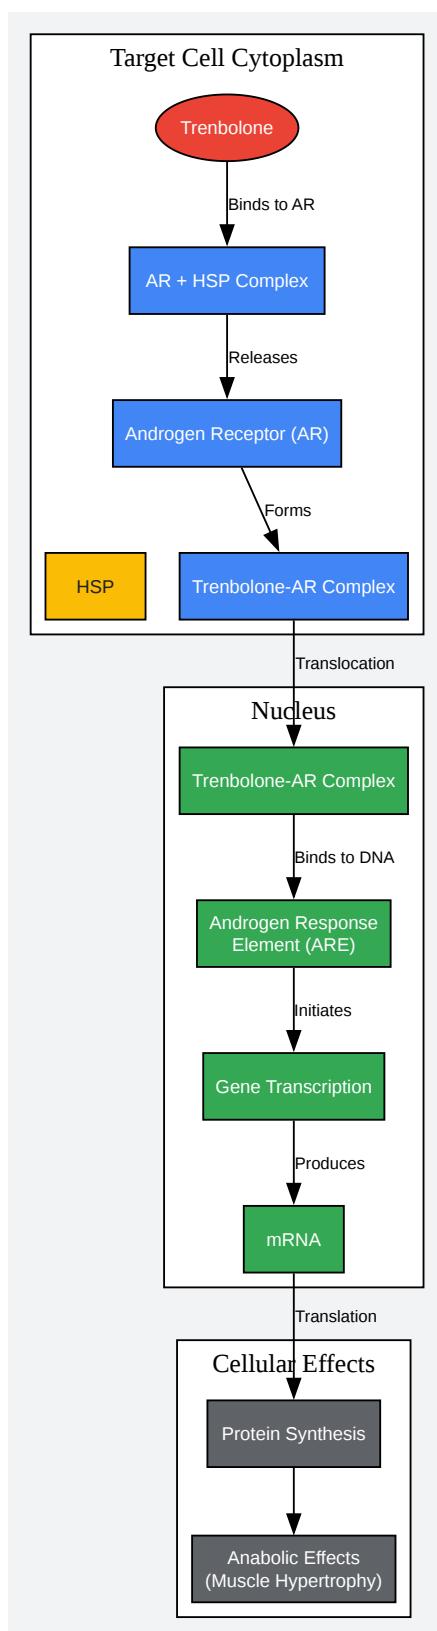 Target Cell Cytoplasm
Trenbolone
Binds to AR
AR + HSP Complex
Releases
Androgen Receptor (AR)
Forms
HSP
Trenbolone-AR Complex
Translocation
Nucleus
Trenbolone-AR Complex
Binds to DNA
Androgen Response
Element (ARE)
Initiates
Gene Transcription
Produces
mRNA
Translation
Cellular Effects
Protein Synthesis
Anabolic Effects
(Muscle Hypertrophy)